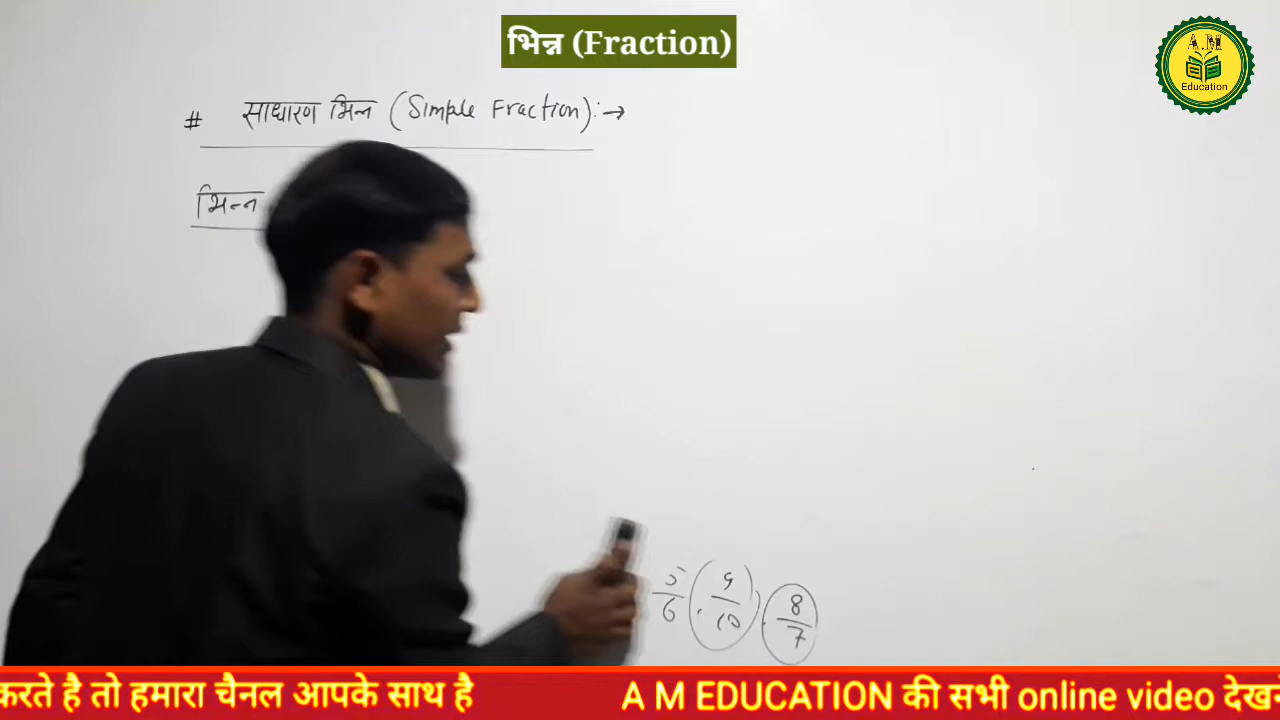 भिन्न (Fraction)
A.M
Education
# साधारण भिन्न (Simple Fraction):→
भिन्न
5/6, 9/10, 8/7
करते है तो हमारा चैनल आपके साथ है A M EDUCATION की सभी online video देखने